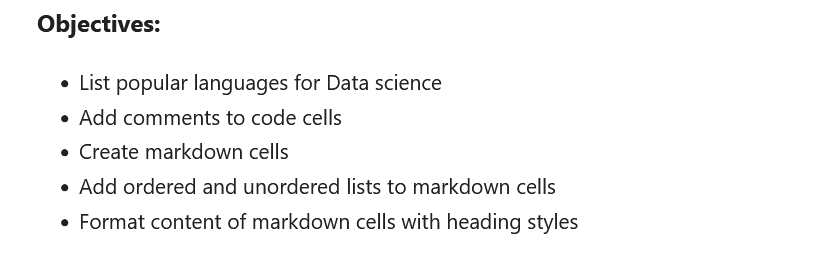 Objectives:
• List popular languages for Data science
• Add comments to code cells
• Create markdown cells
• Add ordered and unordered lists to markdown cells
• Format content of markdown cells with heading styles